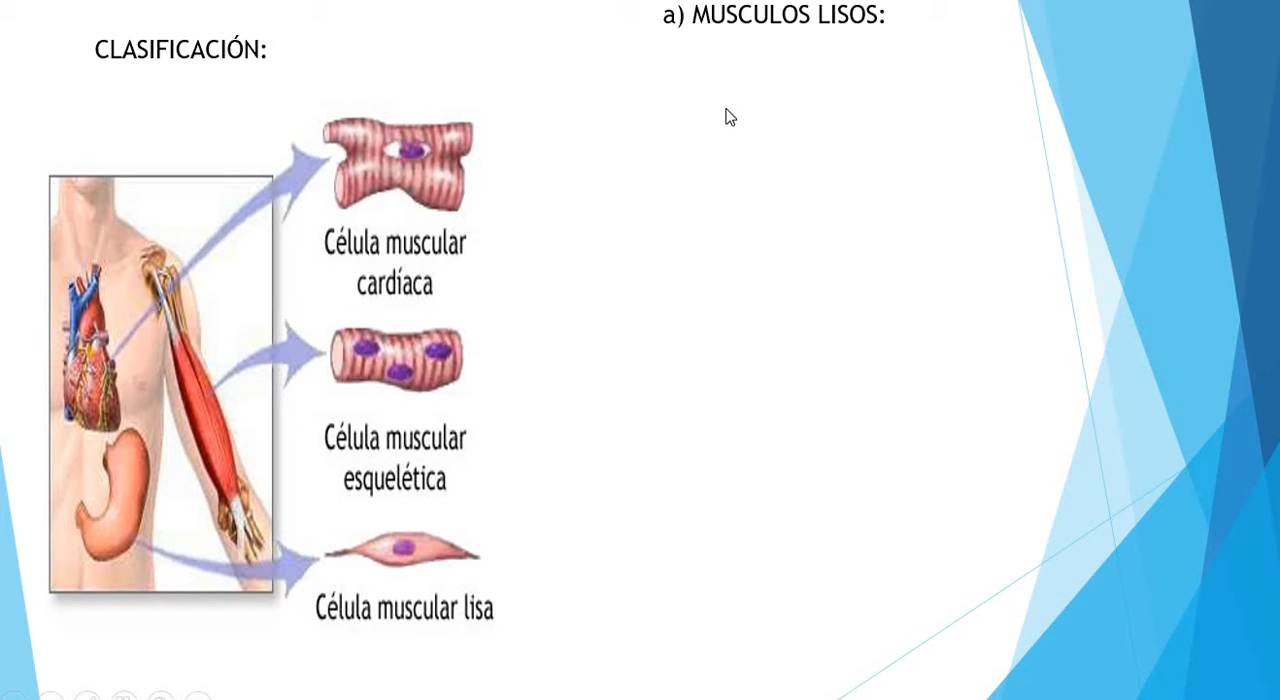 CLASIFICACIÓN:
Célula muscular
cardíaca
Célula muscular
esquelética
Célula muscular lisa
a) MUSCULOS LISOS: